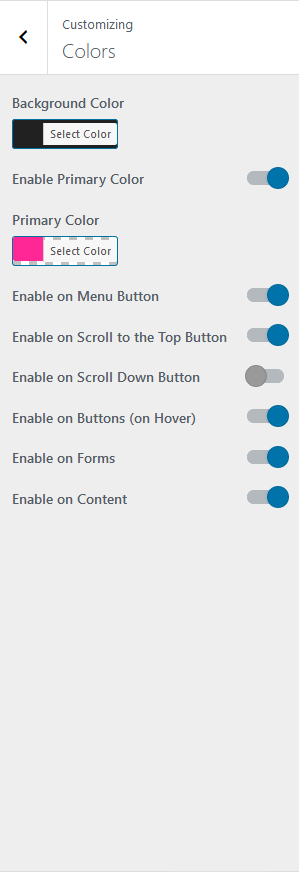 Customizing
Colors
Background Color
Select Color
Enable Primary Color
Primary Color
Select Color
Enable on Menu Button
Enable on Scroll to the Top Button
Enable on Scroll Down Button
Enable on Buttons (on Hover)
Enable on Forms
Enable on Content